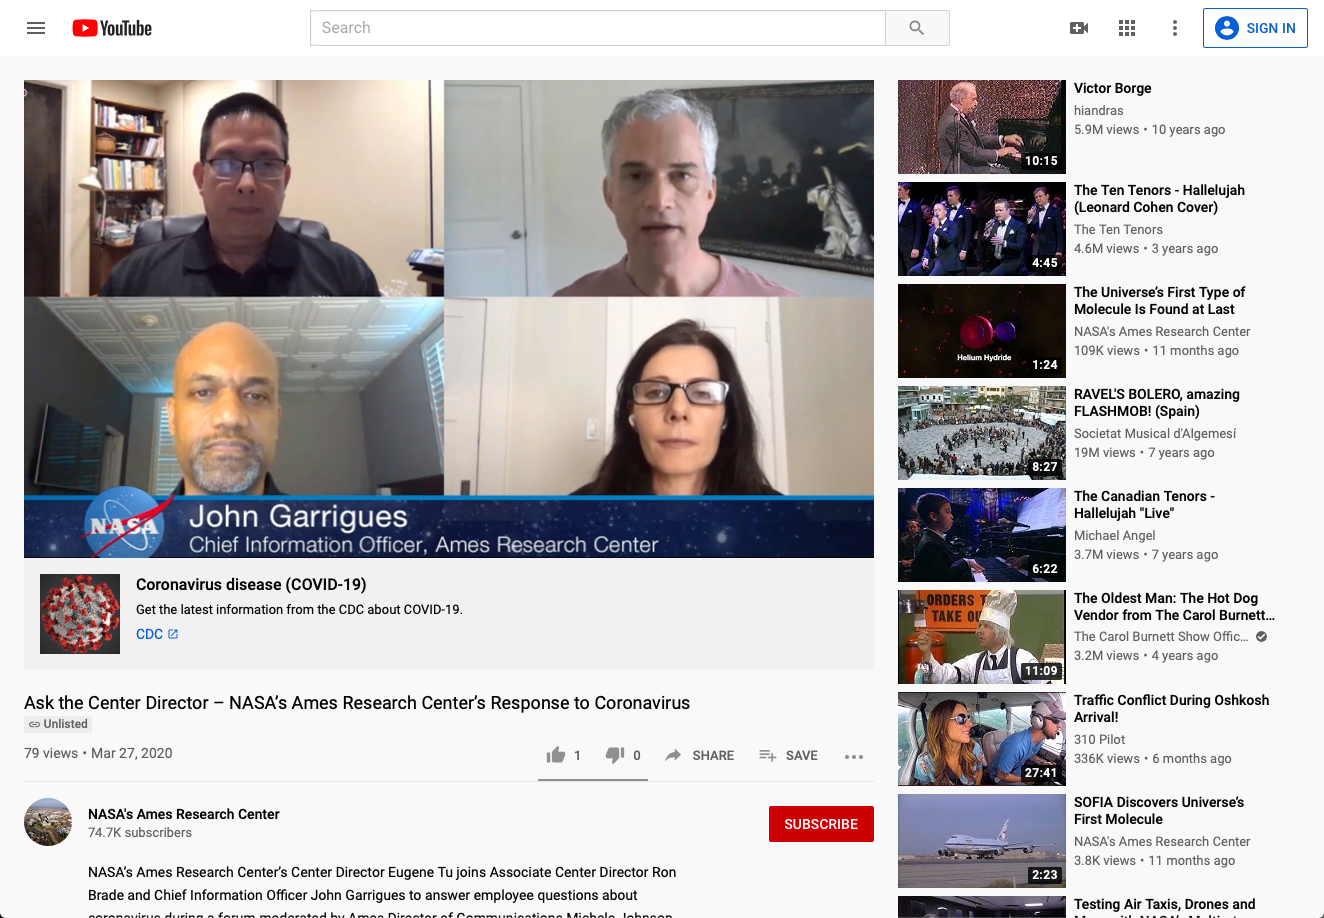 YouTube
Search
SIGN IN
NASA
John Garrigues
Chief Information Officer, Ames Research Center
Coronavirus disease (COVID-19)
Get the latest information from the CDC about COVID-19.
CDC
Ask the Center Director – NASA’s Ames Research Center’s Response to Coronavirus
Unlisted
79 views • Mar 27, 2020
1
0
SHARE
SAVE
NASA's Ames Research Center
74.7K subscribers
SUBSCRIBE
NASA’s Ames Research Center’s Center Director Eugene Tu joins Associate Center Director Ron
Brade and Chief Information Officer John Garrigues to answer employee questions about
coronavirus during a forum moderated by Ames Director of Communications Michele Johnson
10:15
Victor Borge
hiandras
5.9M views • 10 years ago
4:45
The Ten Tenors - Hallelujah
(Leonard Cohen Cover)
The Ten Tenors
4.6M views • 3 years ago
Helium Hydride
1:24
The Universe’s First Type of
Molecule Is Found at Last
NASA's Ames Research Center
109K views • 11 months ago
8:27
RAVEL'S BOLERO, amazing
FLASHMOB! (Spain)
Societat Musical d'Algemesí
19M views • 7 years ago
6:22
The Canadian Tenors -
Hallelujah "Live"
Michael Angel
3.7M views • 7 years ago
ORDERS
TAKE OU
11:09
The Oldest Man: The Hot Dog
Vendor from The Carol Burnett...
The Carol Burnett Show Offic...
3.2M views • 4 years ago
27:41
Traffic Conflict During Oshkosh
Arrival!
310 Pilot
336K views • 6 months ago
2:23
SOFIA Discovers Universe’s
First Molecule
NASA's Ames Research Center
3.8K views • 11 months ago
Testing Air Taxis, Drones and